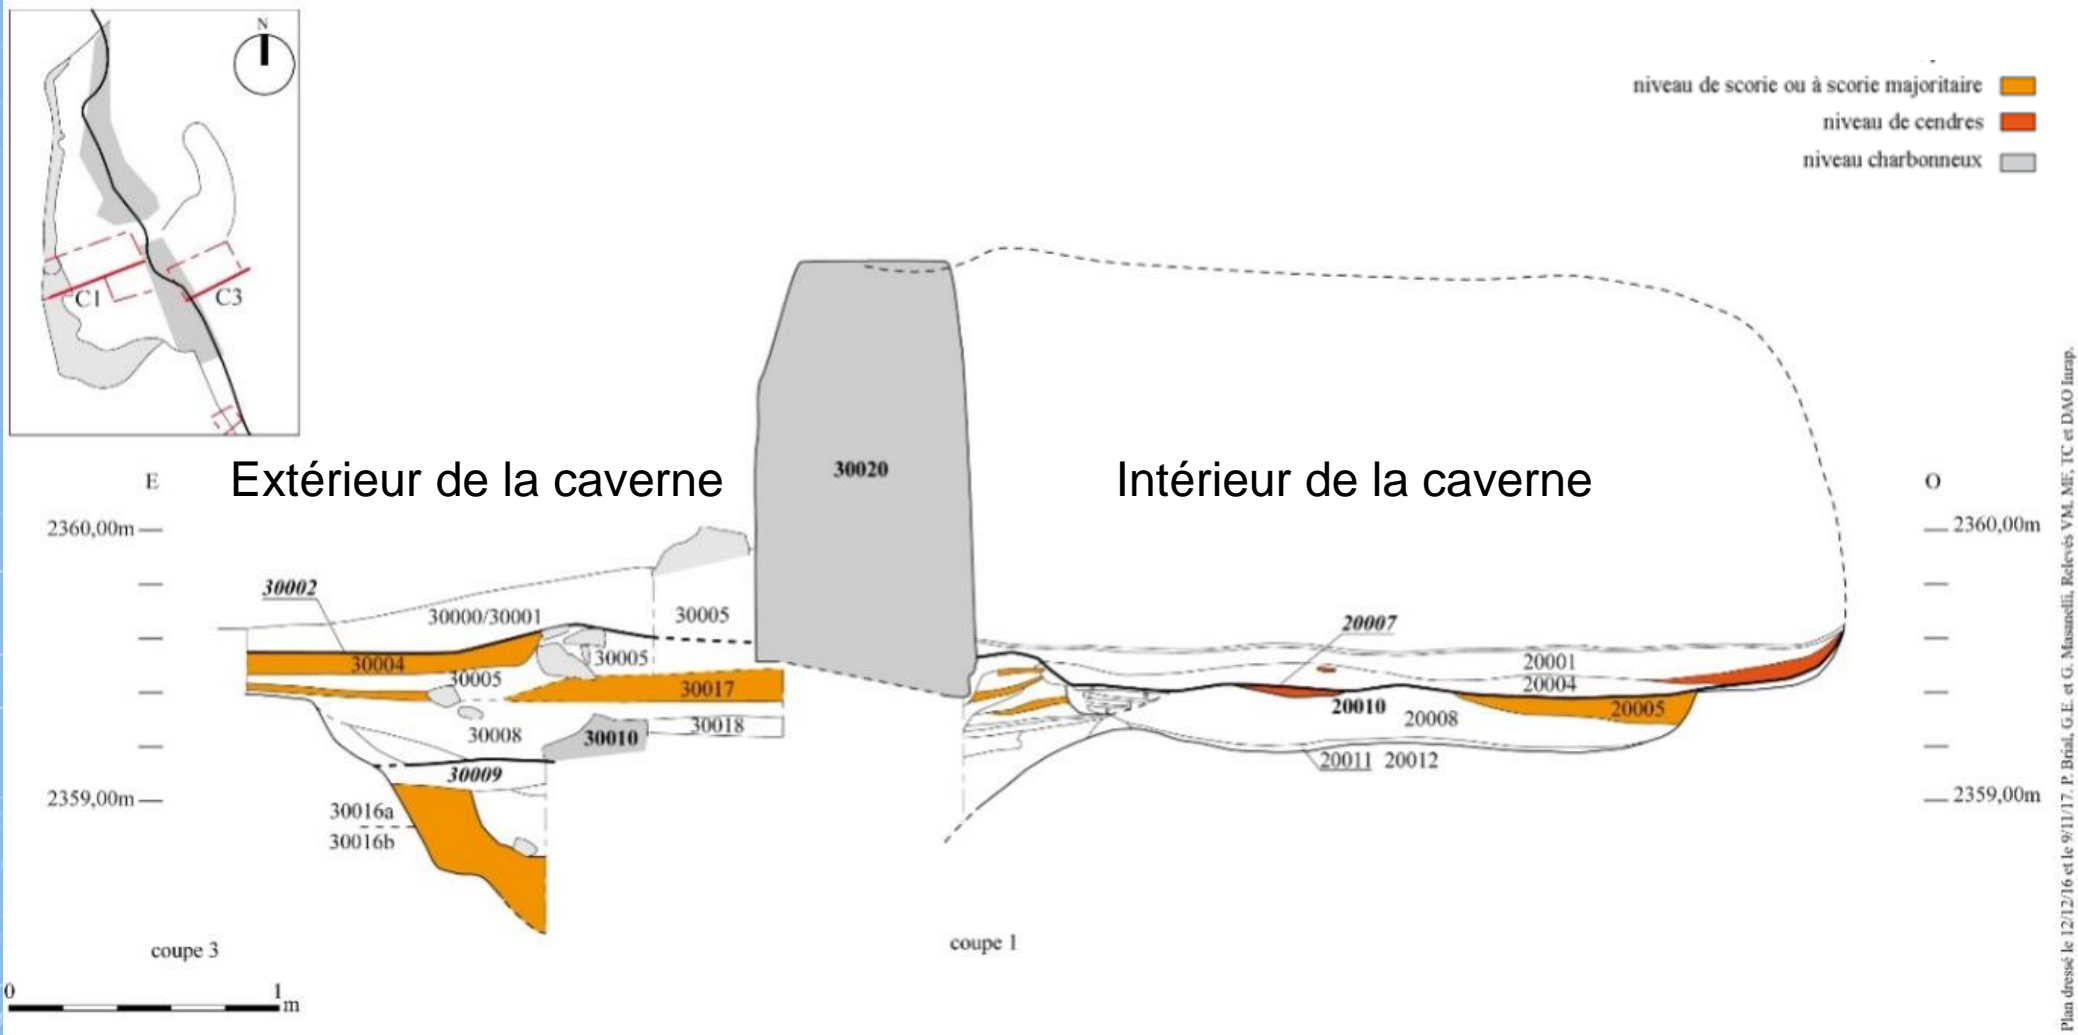 N
C1
C3
niveau de scorie ou à scorie majoritaire
niveau de cendres
niveau charbonneux
Extérieur de la caverne
30020
Intérieur de la caverne
E
O
2360,00m
2360,00m
30002
30000/30001
30005
20007
30004
30005
20001
30005
20004
30017
20010
20005
20008
30018
30008
30010
20011 20012
30009
2359,00m
2359,00m
30016a
30016b
coupe 3
coupe 1
0
1
m
Plan dressé le 12/12/16 et le 9/11/17. P. Brial, G.E. et G. Masanelli, Relevés VM, MF, TC et DAO Inrap.